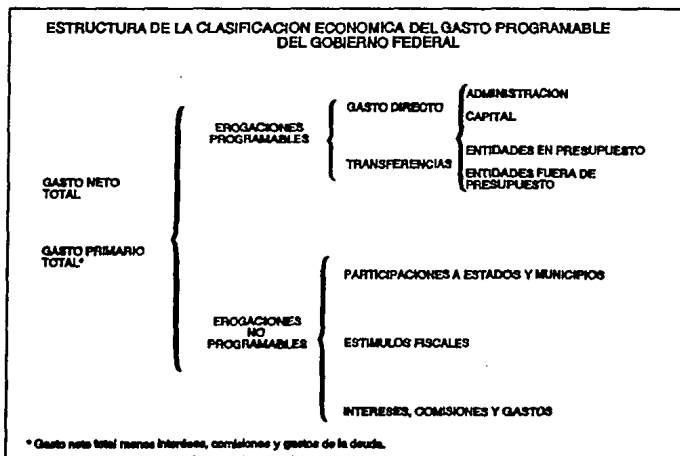 ESTRUCTURA DE LA CLASIFICACION ECONOMICA DEL GASTO PROGRAMABLE
DEL GOBIERNO FEDERAL
GASTO NETO
TOTAL
GASTO PRIMARIO
TOTAL*
EROGACIONES
PROGRAMABLES
GASTO DIRECTO
ADMINISTRACION
CAPITAL
TRANSFERENCIAS
ENTIDADES EN PRESUPUESTO
ENTIDADES FUERA DE
PRESUPUESTO
EROGACIONES
NO
PROGRAMABLES
PARTICIPACIONES A ESTADOS Y MUNICIPIOS
ESTIMULOS FISCALES
INTERESES, COMISIONES Y GASTOS
* Gasto neto total menos intereses, comisiones y gastos de la deuda.